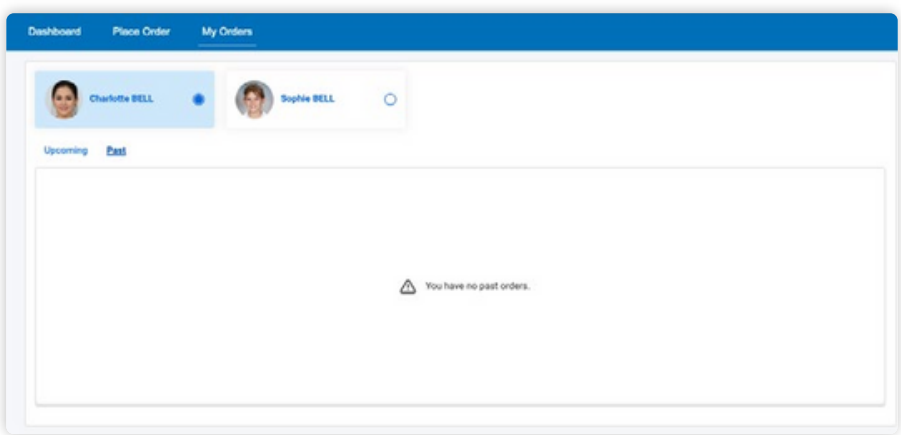 Dashboard Place Order My Orders
Charlotte BELL Sophie BELL
Upcoming Past
You have no past orders.